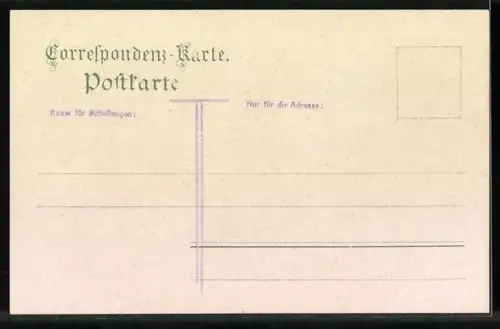 Correſpondenz-Karte.
Poſtkarte
Raum für Mitteilungen:
Nur für die Adresse: